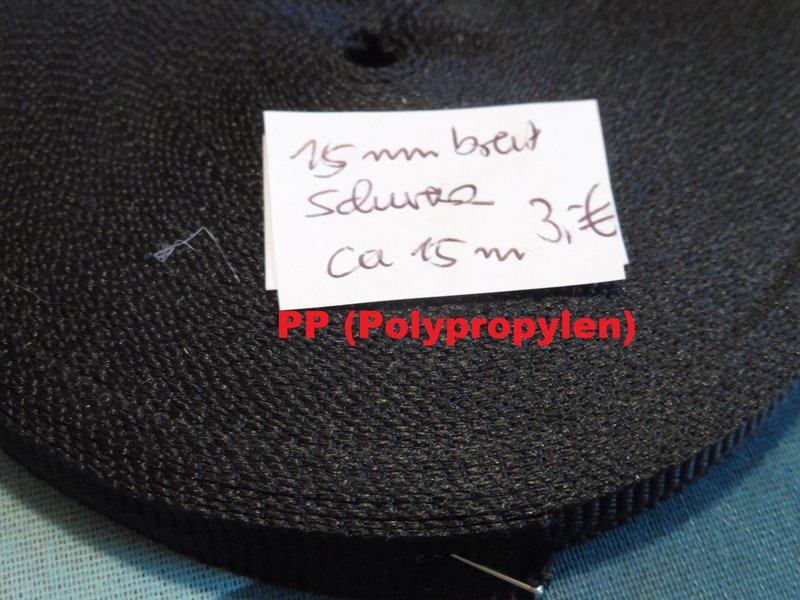 15 mm breit
schwarz
3,-€
ca 15 m
PP (Polypropylen)